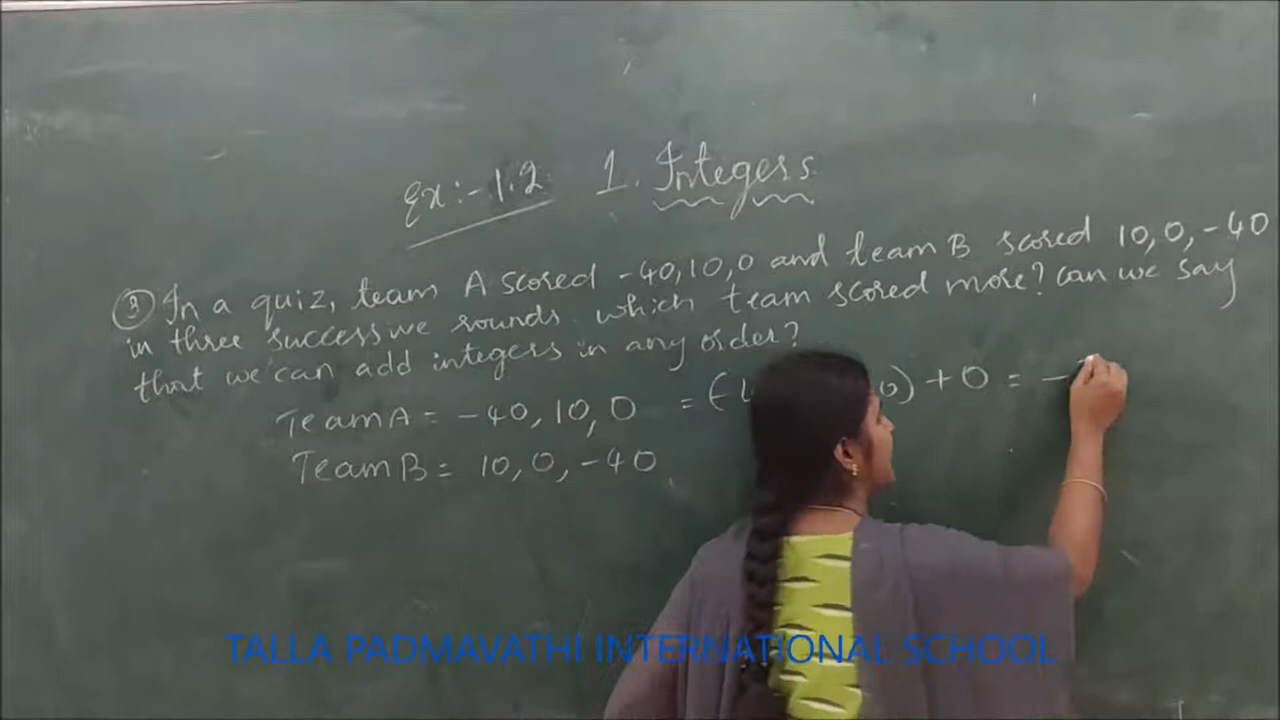 Ex:-1.2 1. Integers
③ In a quiz, team A scored -40,10,0 and team B scored 10,0,-40
in three successive rounds. which team scored more? can we say
that we can add integers in any order?
Team A = -40, 10, 0 = (- 0) + 0 = -
Team B = 10, 0, -40
TALLA PADMAVATHI INTERNATIONAL SCHOOL